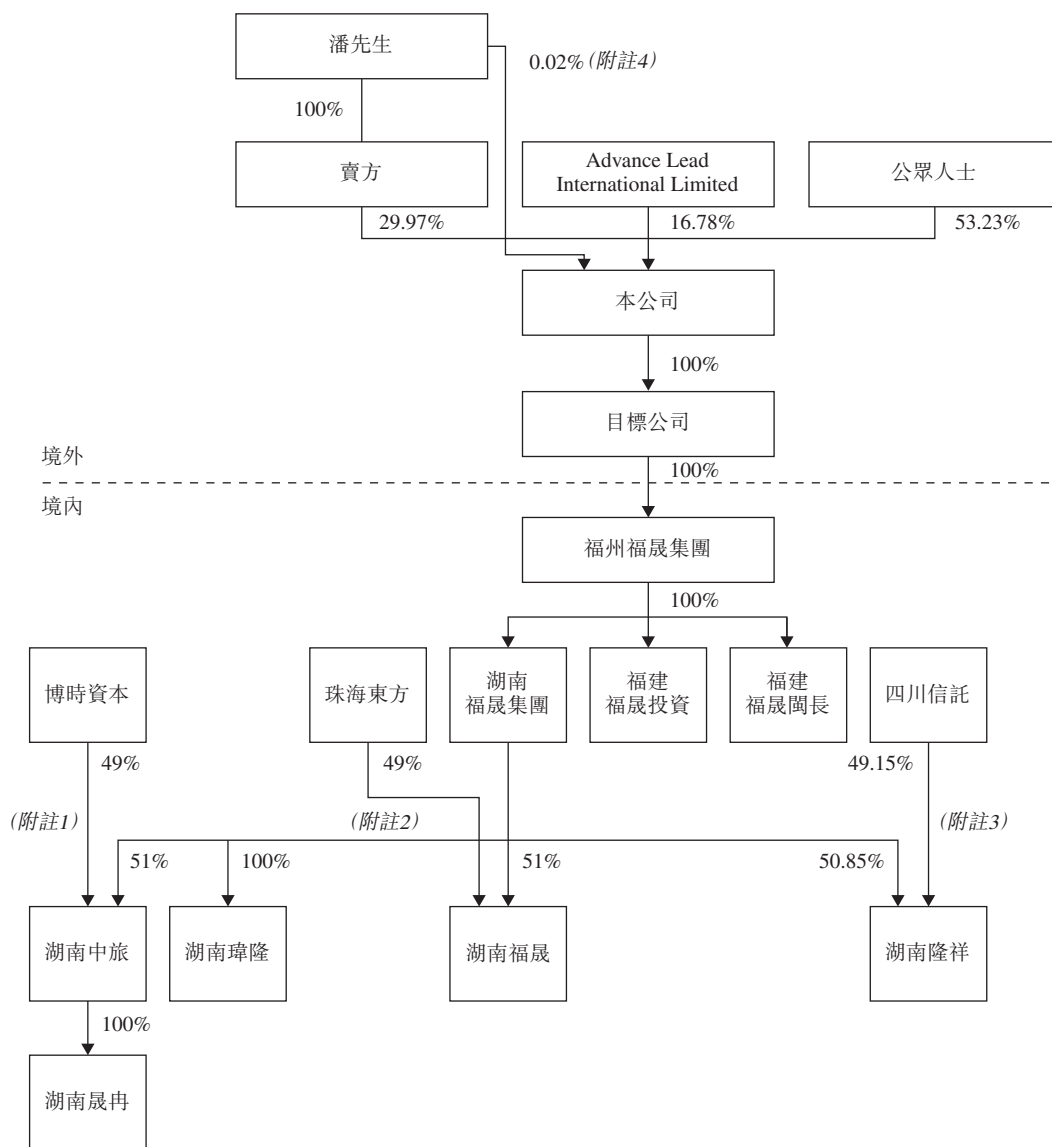 潘先生
0.02% (附註4)
100%
賣方
Advance Lead
International Limited
公眾人士
29.97%
16.78%
53.23%
本公司
100%
目標公司
境外
100%
境內
福州福晟集團
100%
博時資本
珠海東方
湖南
福晟集團
福建
福晟投資
福建
福晟閩長
四川信託
49%
49%
49.15%
(附註1)
(附註2)
(附註3)
51%
100%
51%
50.85%
湖南中旅
湖南瑋隆
湖南福晟
湖南隆祥
100%
湖南晟冉